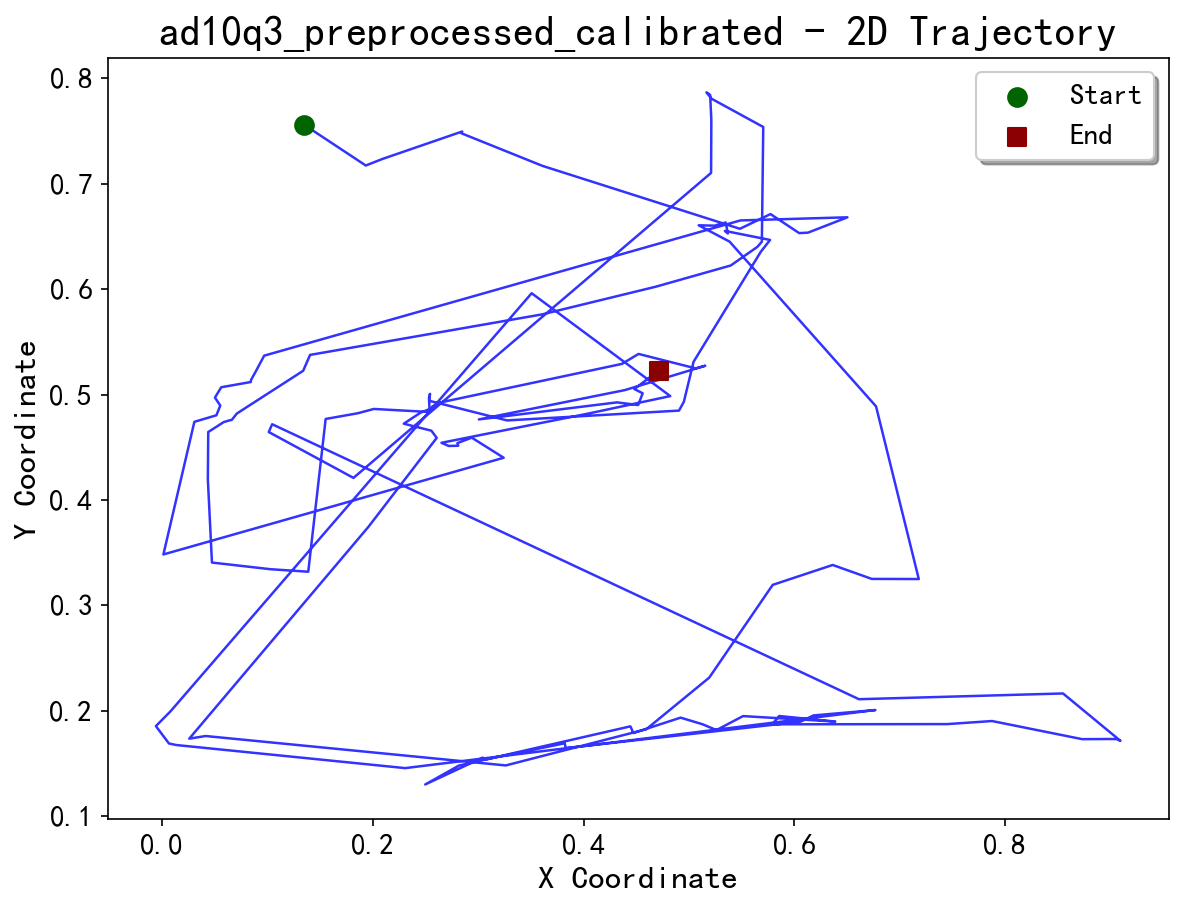 ad10q3_preprocessed_calibrated - 2D Trajectory
Start
End
Y Coordinate
0.8
0.7
0.6
0.5
0.4
0.3
0.2
0.1
0.0 0.2 0.4 0.6 0.8
X Coordinate